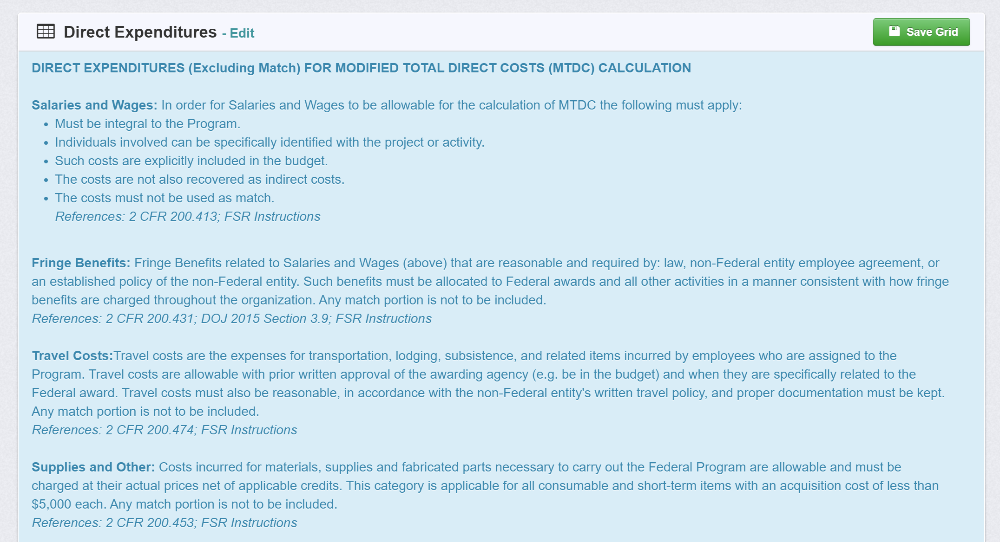 Direct Expenditures - Edit
Save Grid
DIRECT EXPENDITURES (Excluding Match) FOR MODIFIED TOTAL DIRECT COSTS (MTDC) CALCULATION
Salaries and Wages: In order for Salaries and Wages to be allowable for the calculation of MTDC the following must apply:
• Must be integral to the Program.
• Individuals involved can be specifically identified with the project or activity.
• Such costs are explicitly included in the budget.
• The costs are not also recovered as indirect costs.
• The costs must not be used as match.
References: 2 CFR 200.413; FSR Instructions
Fringe Benefits: Fringe Benefits related to Salaries and Wages (above) that are reasonable and required by: law, non-Federal entity employee agreement, or
an established policy of the non-Federal entity. Such benefits must be allocated to Federal awards and all other activities in a manner consistent with how fringe
benefits are charged throughout the organization. Any match portion is not to be included.
References: 2 CFR 200.431; DOJ 2015 Section 3.9; FSR Instructions
Travel Costs:Travel costs are the expenses for transportation, lodging, subsistence, and related items incurred by employees who are assigned to the
Program. Travel costs are allowable with prior written approval of the awarding agency (e.g. be in the budget) and when they are specifically related to the
Federal award. Travel costs must also be reasonable, in accordance with the non-Federal entity's written travel policy, and proper documentation must be kept.
Any match portion is not to be included.
References: 2 CFR 200.474; FSR Instructions
Supplies and Other: Costs incurred for materials, supplies and fabricated parts necessary to carry out the Federal Program are allowable and must be
charged at their actual prices net of applicable credits. This category is applicable for all consumable and short-term items with an acquisition cost of less than
$5,000 each. Any match portion is not to be included.
References: 2 CFR 200.453; FSR Instructions